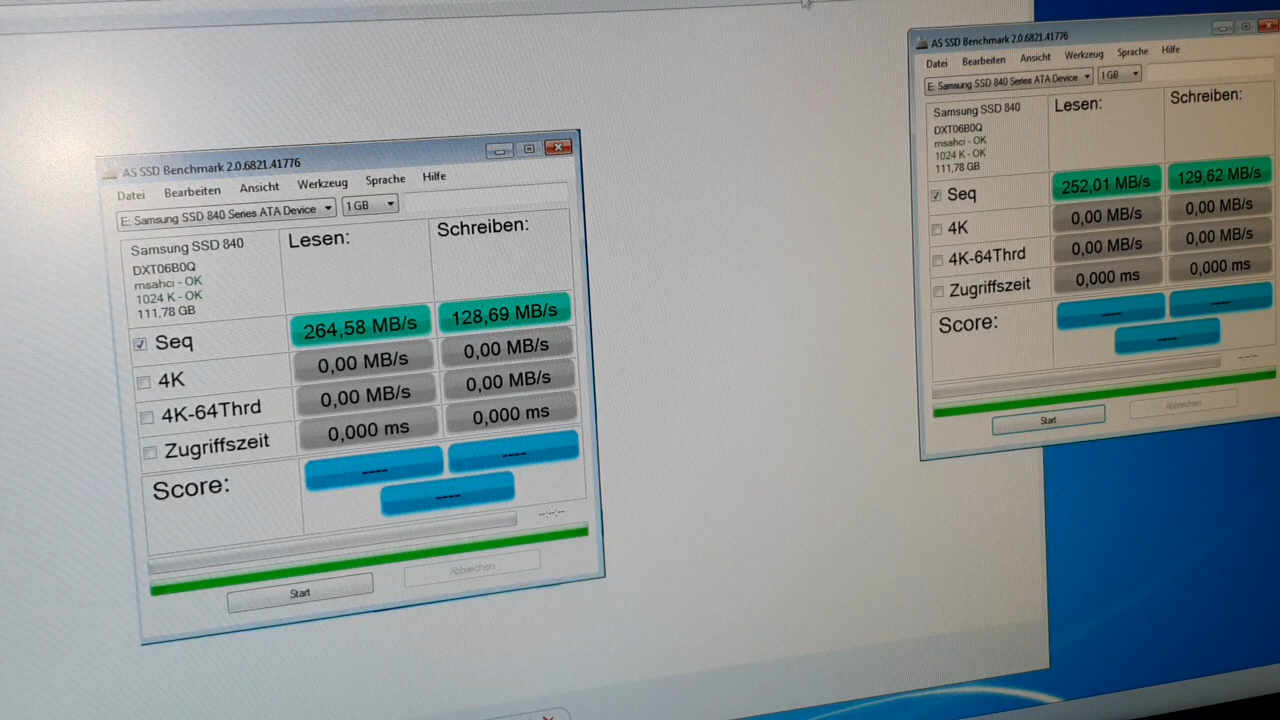 AS SSD Benchmark 2.0.6821.41776
Datei Bearbeiten Ansicht Werkzeug Sprache Hilfe
E: Samsung SSD 840 Series ATA Device 1 GB
Samsung SSD 840
DXT06B0Q
msahci - OK
1024 K - OK
111,78 GB
Lesen: Schreiben:
Seq 264,58 MB/s 128,69 MB/s
4K 0,00 MB/s 0,00 MB/s
4K-64Thrd 0,00 MB/s 0,00 MB/s
Zugriffszeit 0,000 ms 0,000 ms
Score: ---- ----
----
--:--:--
Start Abbrechen
AS SSD Benchmark 2.0.6821.41776
Datei Bearbeiten Ansicht Werkzeug Sprache Hilfe
E: Samsung SSD 840 Series ATA Device 1 GB
Samsung SSD 840
DXT06B0Q
msahci - OK
1024 K - OK
111,78 GB
Lesen: Schreiben:
Seq 252,01 MB/s 129,62 MB/s
4K 0,00 MB/s 0,00 MB/s
4K-64Thrd 0,00 MB/s 0,00 MB/s
Zugriffszeit 0,000 ms 0,000 ms
Score: ---- ----
----
--:--:--
Start Abbrechen